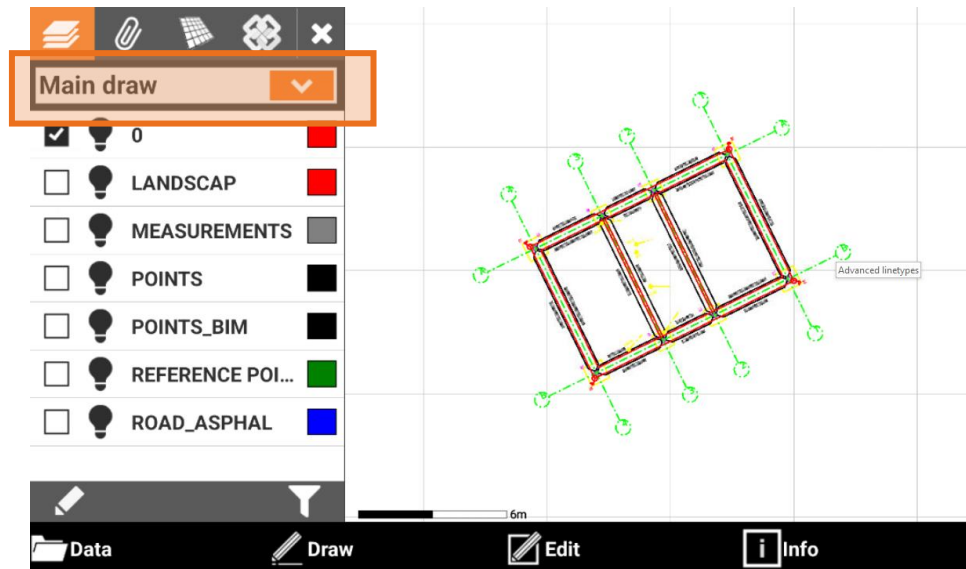 Main draw
0
LANDSCAP
MEASUREMENTS
POINTS
POINTS_BIM
REFERENCE POI...
ROAD_ASPHAL
Advanced linetypes
6m
Data
Draw
Edit
i Info